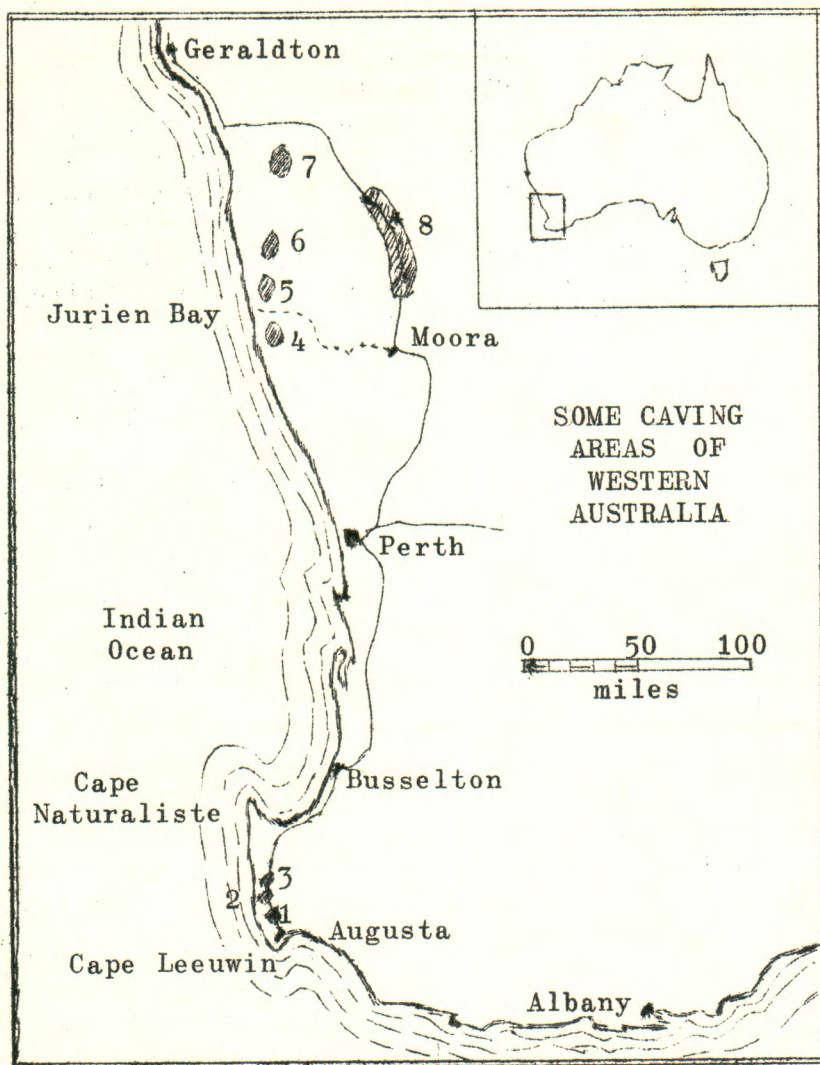 Geraldton
7
8
6
5
Jurien Bay
4
Moora
SOME CAVING
AREAS OF
WESTERN
AUSTRALIA
Perth
Indian
Ocean
0 50 100
miles
Cape
Naturaliste
Busselton
3
2
1
Augusta
Cape Leeuwin
Albany